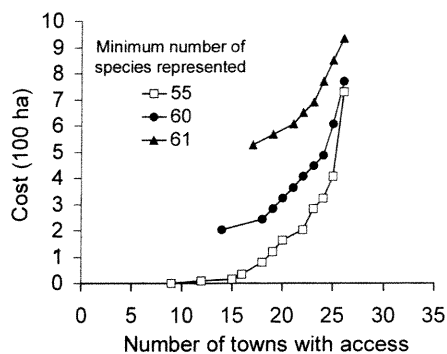 10
9
8
7
6
5
4
3
2
1
0
Cost (100 ha)
Minimum number of
species represented
55
60
61
0 5 10 15 20 25 30 35
Number of towns with access